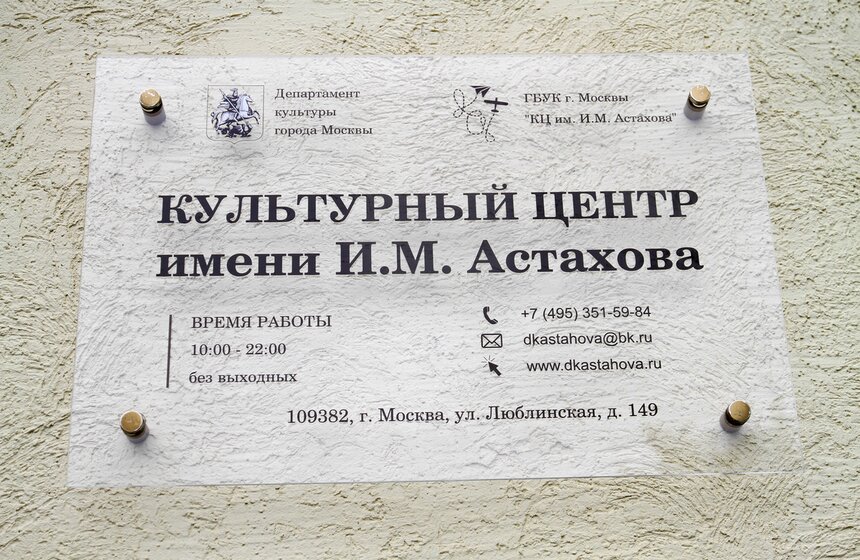 Департамент
культуры
города Москвы
ГБУК г. Москвы
"КЦ им. И.М. Астахова"
КУЛЬТУРНЫЙ ЦЕНТР
имени И.М. Астахова
ВРЕМЯ РАБОТЫ
10:00 - 22:00
без выходных
+7 (495) 351-59-84
dkastahova@bk.ru
www.dkastahova.ru
109382, г. Москва, ул. Люблинская, д. 149